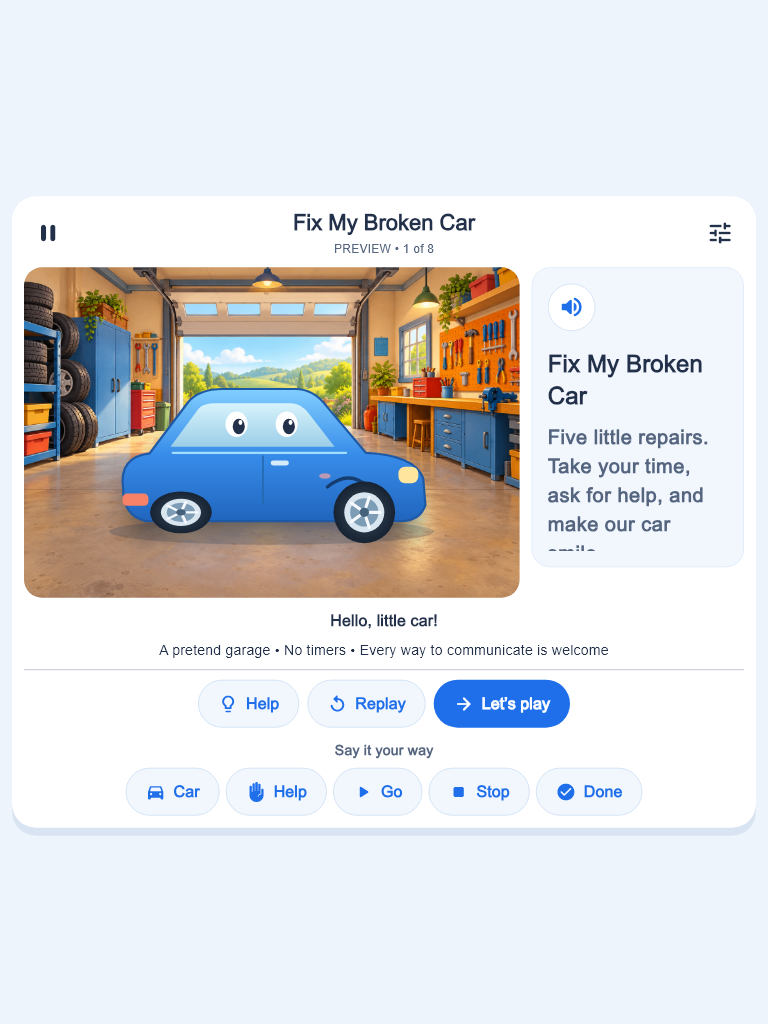 Fix My Broken Car
PREVIEW • 1 of 8
Fix My Broken
Car
Five little repairs.
Take your time,
ask for help, and
make our car
Hello, little car!
A pretend garage • No timers • Every way to communicate is welcome
Help
Replay
Let's play
Say it your way
Car
Help
Go
Stop
Done